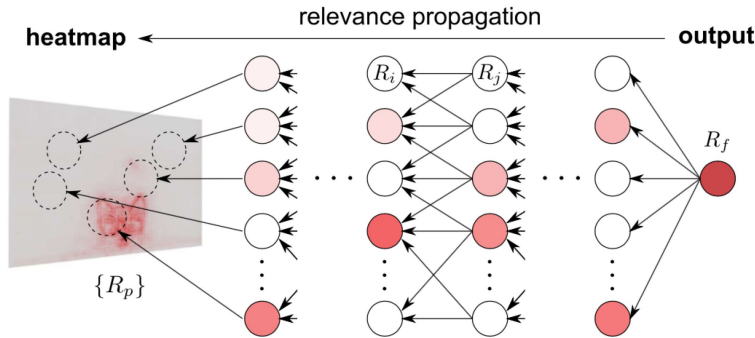 relevance propagation
heatmap
output
R_i
R_j
R_f
{R_p}